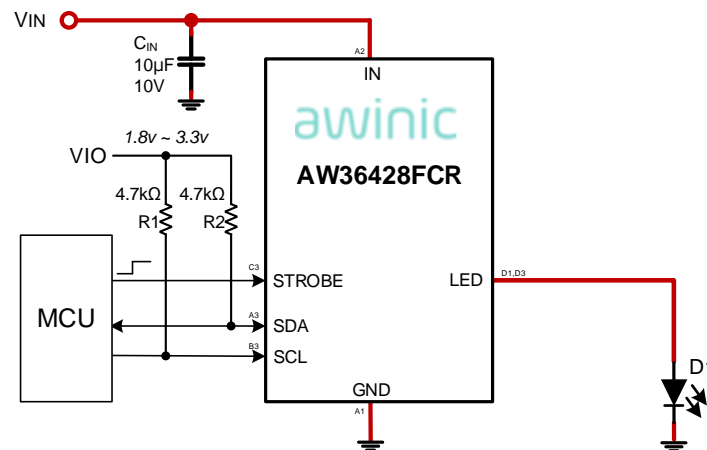 VIN
CIN
10µF
10V
A2
IN
awinic
AW36428FCR
1.8v ~ 3.3v
VIO
4.7kΩ
4.7kΩ
R1
R2
MCU
C3
STROBE
A3
SDA
B3
SCL
LED
D1,D3
GND
A1